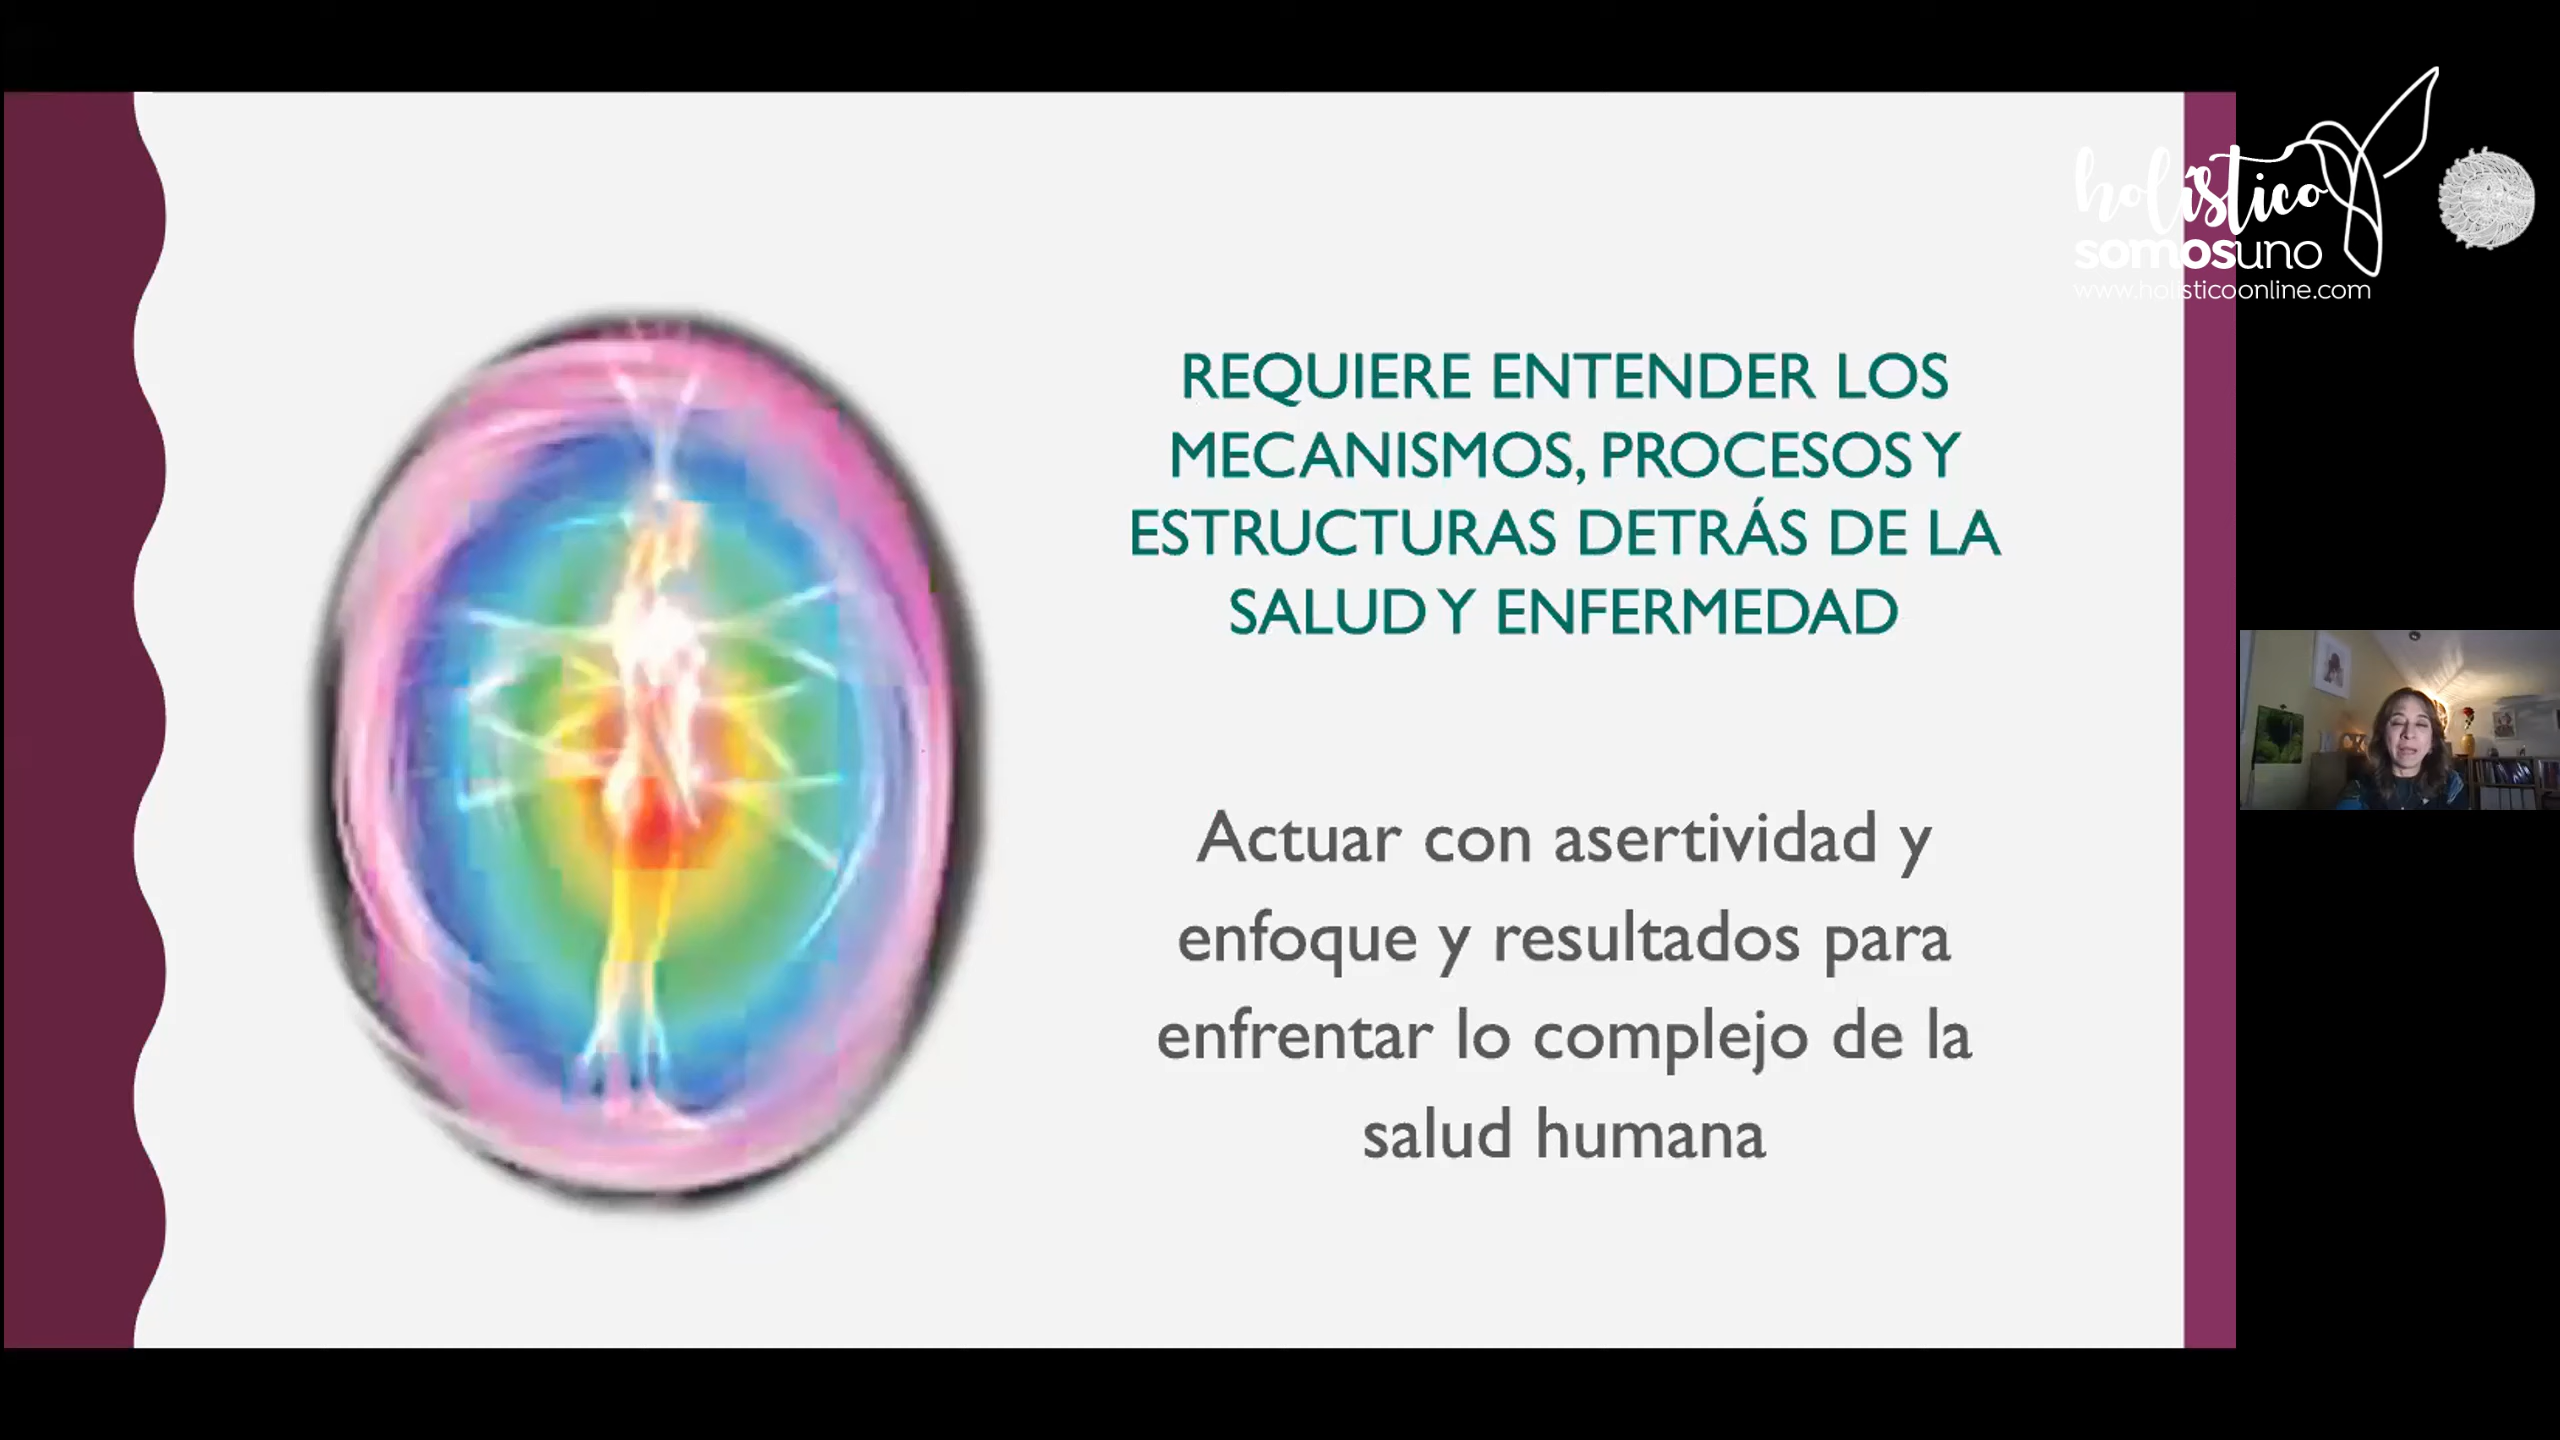 holístico
somosuno
www.holisticoonline.com
REQUIERE ENTENDER LOS
MECANISMOS, PROCESOS Y
ESTRUCTURAS DETRÁS DE LA
SALUD Y ENFERMEDAD
Actuar con asertividad y
enfoque y resultados para
enfrentar lo complejo de la
salud humana